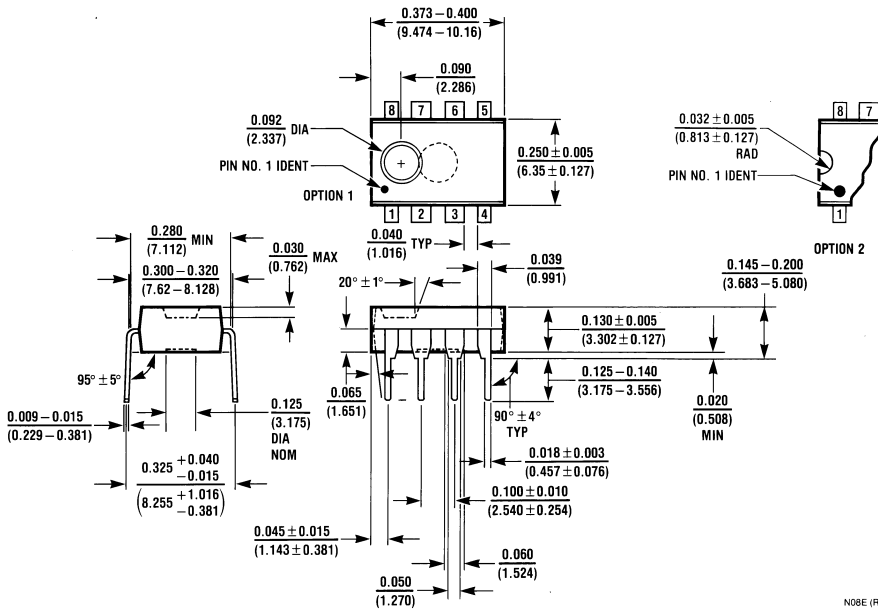 0.373 – 0.400
(9.474 – 10.16)
0.090
(2.286)
8 7 6 5
0.092
(2.337)
DIA
PIN NO. 1 IDENT
OPTION 1
1 2 3 4
0.250 ± 0.005
(6.35 ± 0.127)
0.032 ± 0.005
(0.813 ± 0.127)
RAD
PIN NO. 1 IDENT
8 7
1
OPTION 2
0.280
(7.112)
MIN
0.300 – 0.320
(7.62 – 8.128)
0.030
(0.762)
MAX
0.040
(1.016)
TYP
0.039
(0.991)
20° ± 1°
0.145 – 0.200
(3.683 – 5.080)
0.130 ± 0.005
(3.302 ± 0.127)
0.125 – 0.140
(3.175 – 3.556)
0.020
(0.508)
MIN
95° ± 5°
0.009 – 0.015
(0.229 – 0.381)
0.125
(3.175)
DIA
NOM
0.065
(1.651)
90° ± 4°
TYP
0.018 ± 0.003
(0.457 ± 0.076)
0.325 +0.040 –0.015
(8.255 +1.016 –0.381)
0.100 ± 0.010
(2.540 ± 0.254)
0.045 ± 0.015
(1.143 ± 0.381)
0.060
(1.524)
0.050
(1.270)
N08E (R